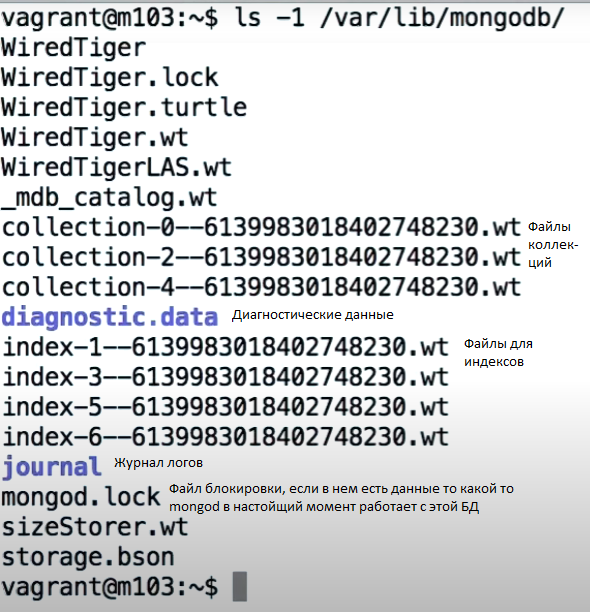 vagrant@m103:~$ ls -1 /var/lib/mongodb/
WiredTiger
WiredTiger.lock
WiredTiger.turtle
WiredTiger.wt
WiredTigerLAS.wt
_mdb_catalog.wt
collection-0--6139983018402748230.wt Файлы
collection-2--6139983018402748230.wt коллек-
ций
collection-4--6139983018402748230.wt
diagnostic.data Диагностические данные
index-1--6139983018402748230.wt Файлы для
индексов
index-3--6139983018402748230.wt
index-5--6139983018402748230.wt
index-6--6139983018402748230.wt
journal Журнал логов
mongod.lock Файл блокировки, если в нем есть данные то какой то
mongod в настойщий момент работает с этой БД
sizeStorer.wt
storage.bson
vagrant@m103:~$